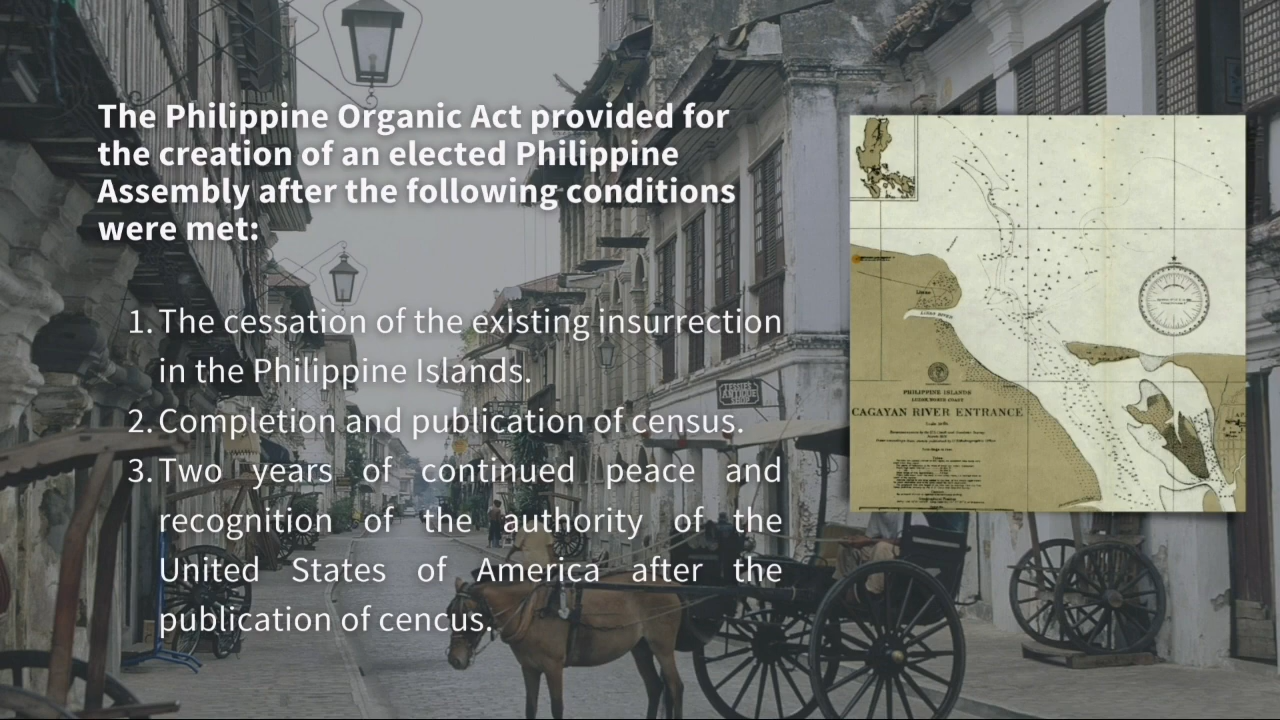 The Philippine Organic Act provided for
the creation of an elected Philippine
Assembly after the following conditions
were met:
1. The cessation of the existing insurrection
in the Philippine Islands.
2. Completion and publication of census.
3. Two years of continued peace and
recognition of the authority of the
United States of America after the
publication of cencus.
PHILIPPINE ISLANDS
LUZON NORTH COAST
CAGAYAN RIVER ENTRANCE